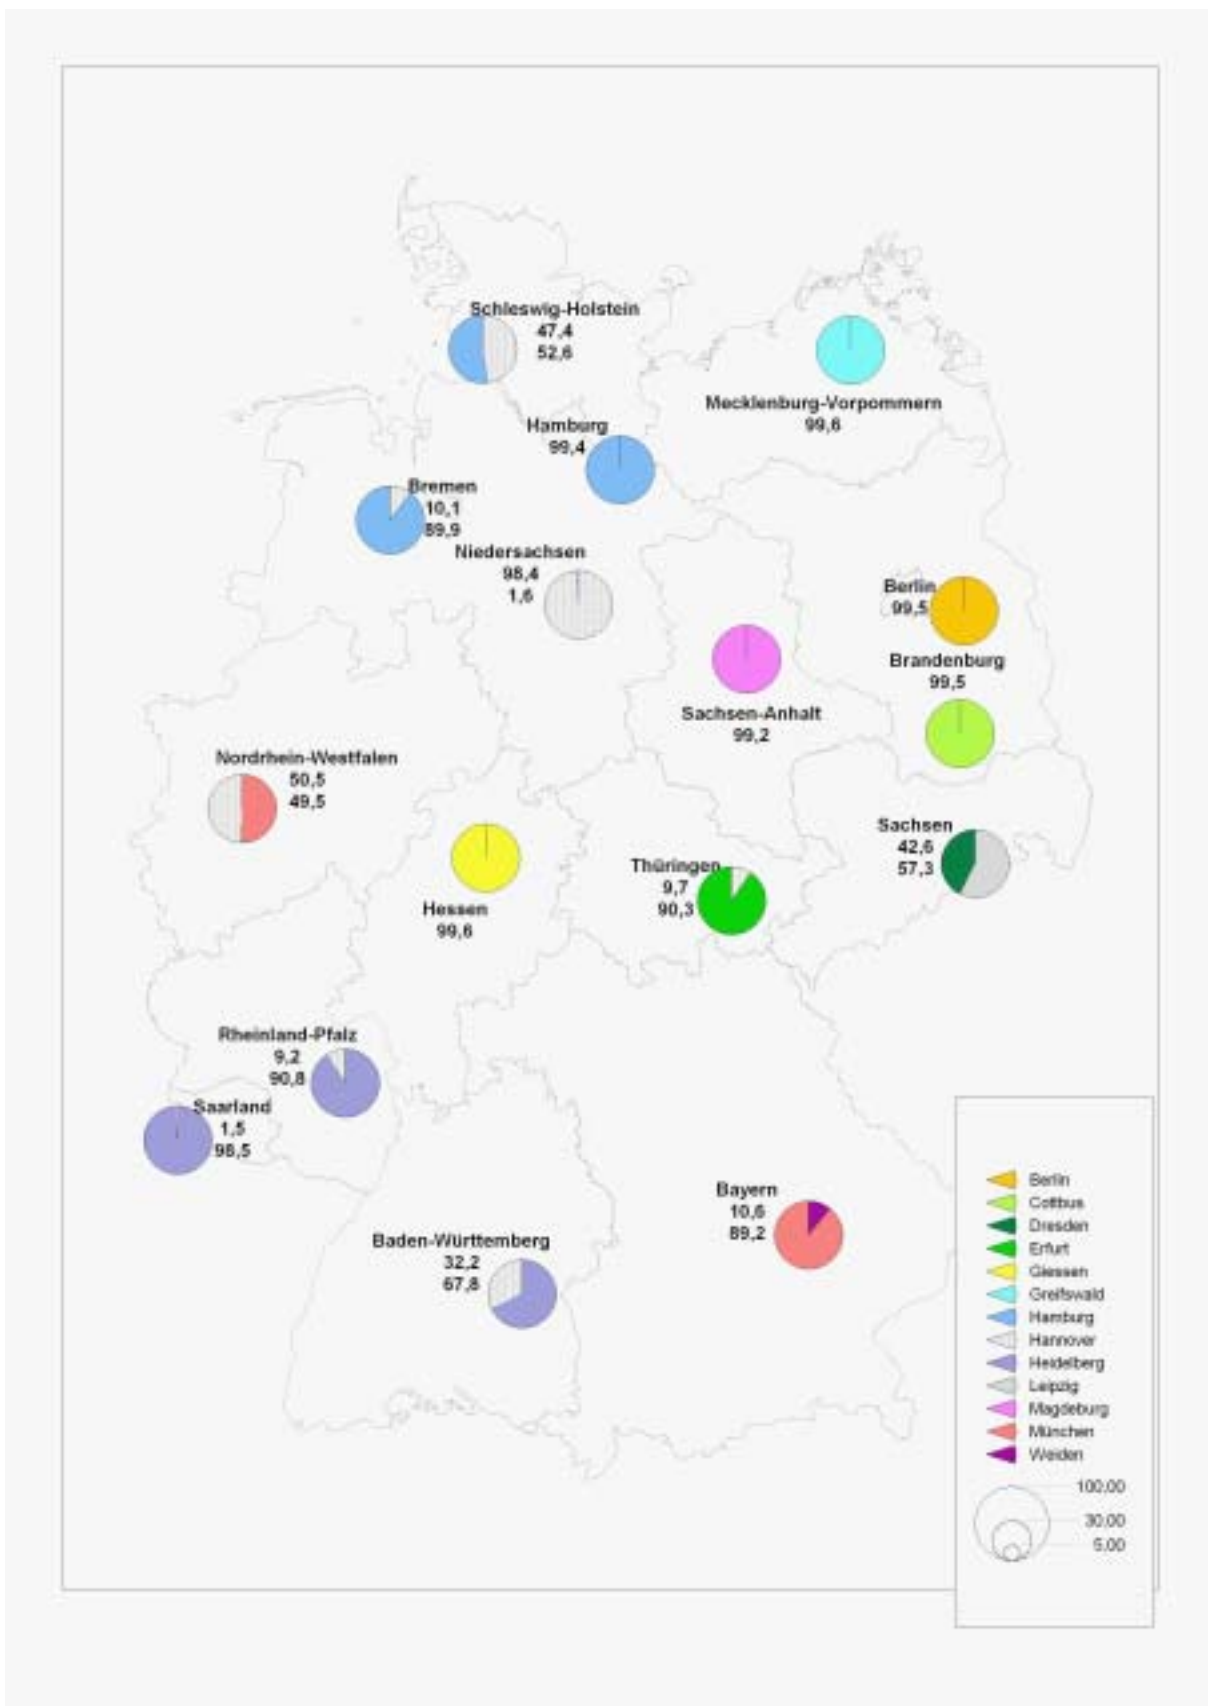 Schleswig-Holstein
47,4
52,6
Mecklenburg-Vorpommern
99,6
Hamburg
99,4
Bremen
10,1
89,9
Niedersachsen
98,4
1,6
Berlin
99,5
Brandenburg
99,5
Sachsen-Anhalt
99,2
Nordrhein-Westfalen
50,5
49,5
Sachsen
42,6
57,3
Hessen
99,6
Thüringen
9,7
90,3
Rheinland-Pfalz
9,2
90,8
Saarland
1,5
98,5
Bayern
10,6
89,2
Baden-Württemberg
32,2
67,8
Berlin
Cottbus
Dresden
Erfurt
Giessen
Greifswald
Hamburg
Hannover
Heidelberg
Leipzig
Magdeburg
München
Weiden
100,00
30,00
5,00